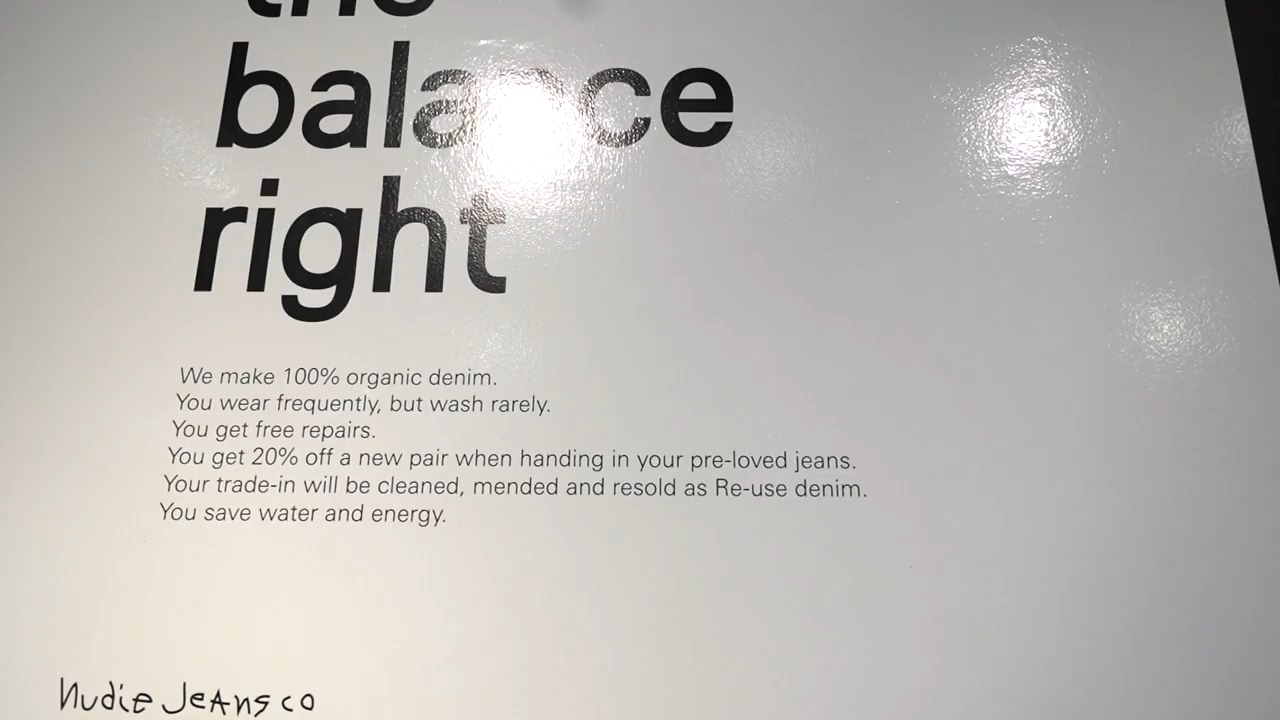 the
balance
right
We make 100% organic denim.
You wear frequently, but wash rarely.
You get free repairs.
You get 20% off a new pair when handing in your pre-loved jeans.
Your trade-in will be cleaned, mended and resold as Re-use denim.
You save water and energy.
Nudie Jeans co